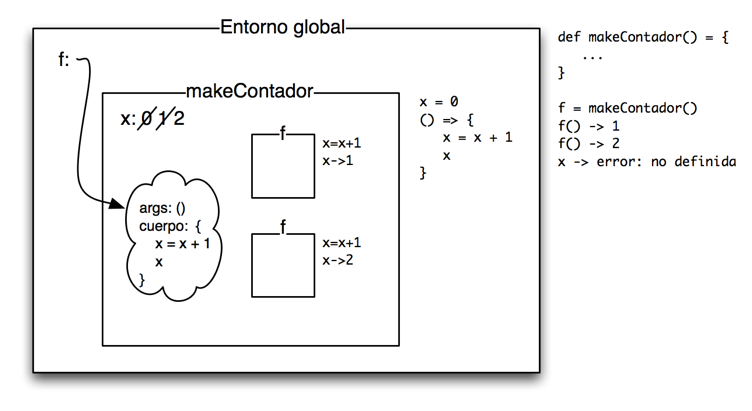 Entorno global
f:
makeContador
x: 0 1 2
f
x=x+1
x->1
args: ()
cuerpo: {
x = x + 1
x
}
f
x=x+1
x->2
x = 0
() => {
x = x + 1
x
}
def makeContador() = {
...
}
f = makeContador()
f() -> 1
f() -> 2
x -> error: no definida